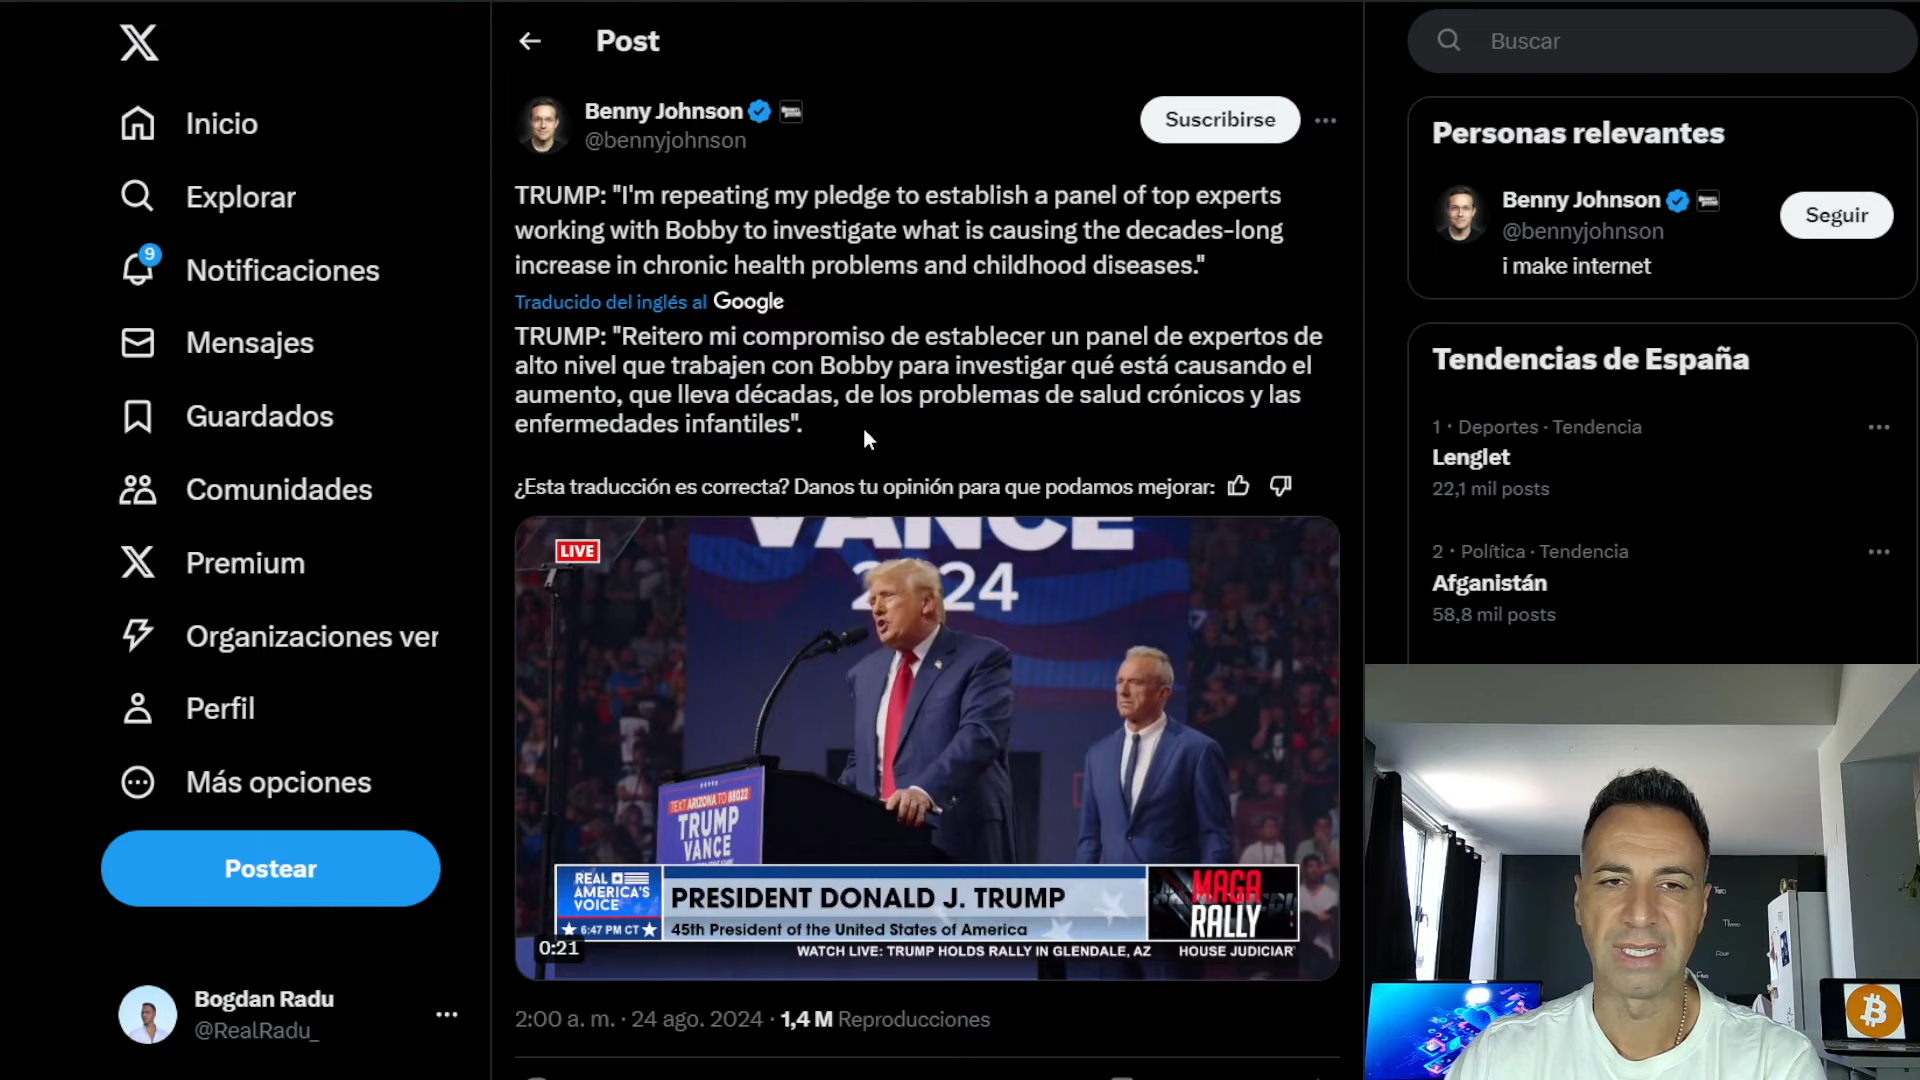 Inicio
Explorar
9
Notificaciones
Mensajes
Guardados
Comunidades
Premium
Organizaciones ver
Perfil
Más opciones
Postear
Bogdan Radu
@RealRadu_
Post
Benny Johnson
@bennyjohnson
Suscribirse
TRUMP: "I'm repeating my pledge to establish a panel of top experts
working with Bobby to investigate what is causing the decades-long
increase in chronic health problems and childhood diseases."
Traducido del inglés al Google
TRUMP: "Reitero mi compromiso de establecer un panel de expertos de
alto nivel que trabajen con Bobby para investigar qué está causando el
aumento, que lleva décadas, de los problemas de salud crónicos y las
enfermedades infantiles".
¿Esta traducción es correcta? Danos tu opinión para que podamos mejorar:
VANCE
2024
LIVE
TEXT ARIZONA TO 88022
TRUMP
VANCE
REAL
AMERICA'S
VOICE
6:47 PM CT
PRESIDENT DONALD J. TRUMP
45th President of the United States of America
MAGA
RALLY
0:21
WATCH LIVE: TRUMP HOLDS RALLY IN GLENDALE, AZ
HOUSE JUDICIAR
2:00 a. m. · 24 ago. 2024 · 1,4 M Reproducciones
Buscar
Personas relevantes
Benny Johnson
@bennyjohnson
Seguir
i make internet
Tendencias de España
1 · Deportes · Tendencia
Lenglet
22,1 mil posts
2 · Política · Tendencia
Afganistán
58,8 mil posts